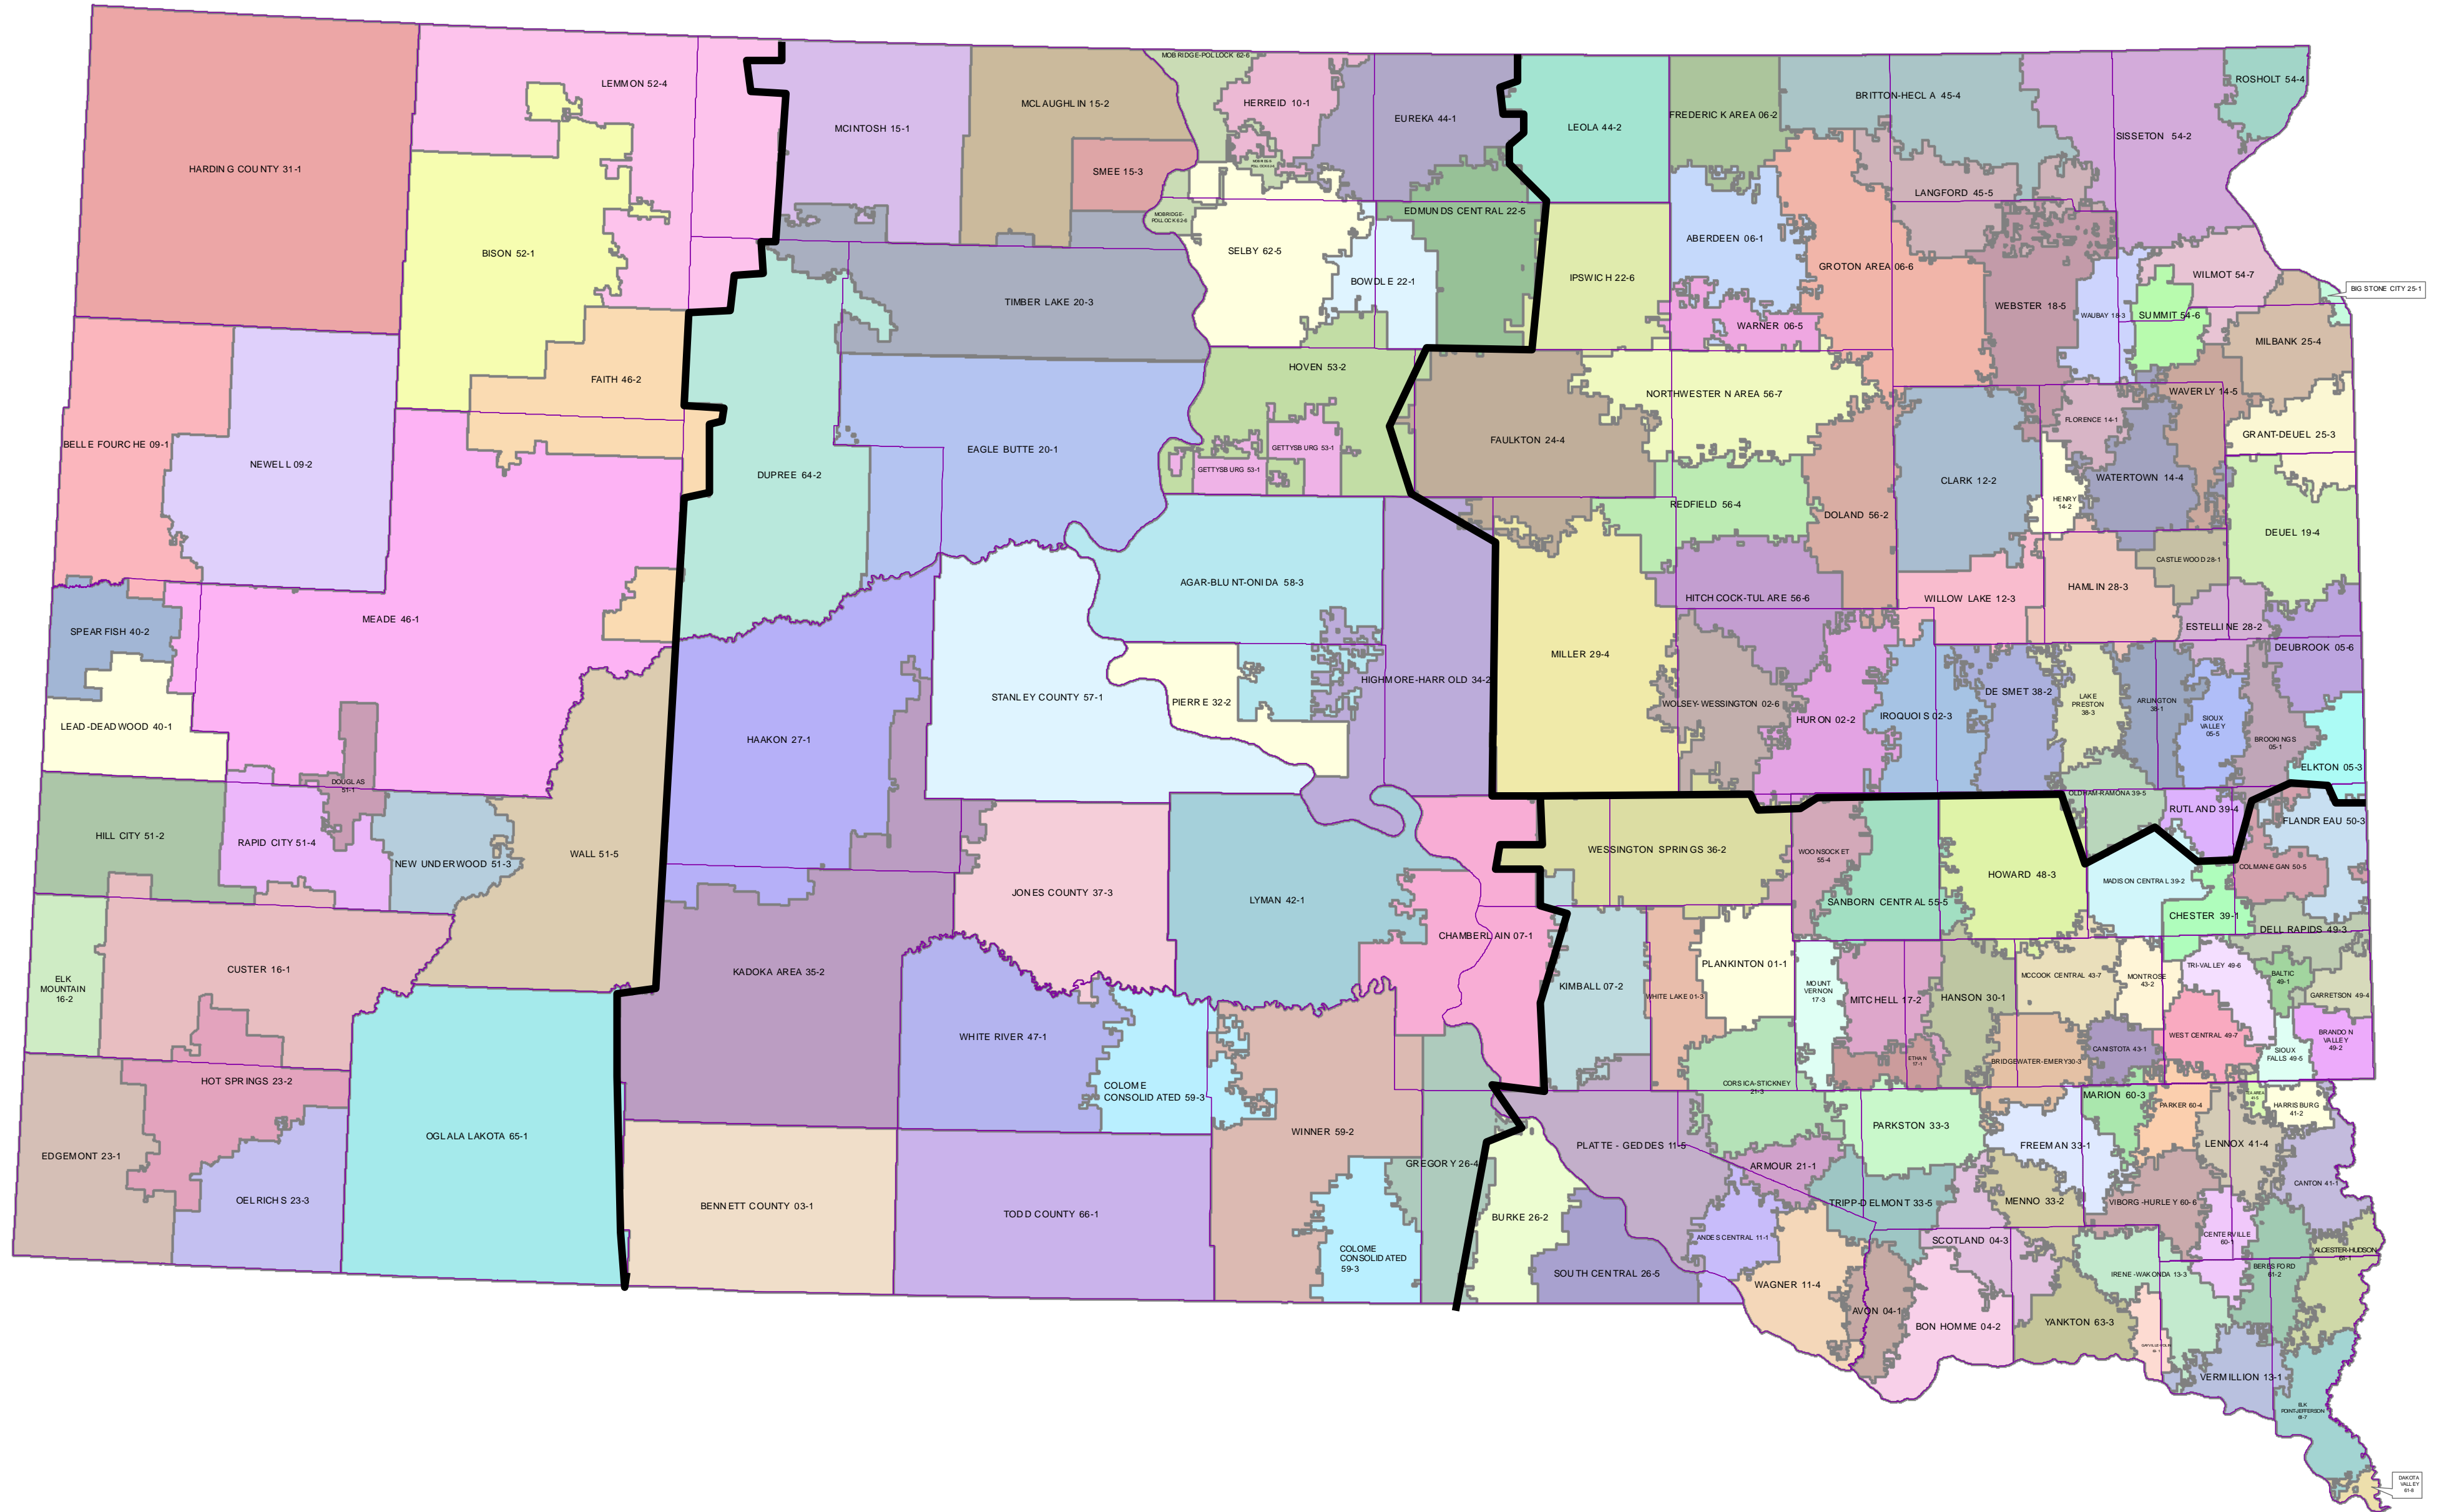 HARDING COUNTY 31-1
LEMMON 52-4
BISON 52-1
FAITH 46-2
BELLE FOURCHE 09-1
NEWELL 09-2
MEADE 46-1
SPEARFISH 40-2
LEAD-DEADWOOD 40-1
HILL CITY 51-2
RAPID CITY 51-4
DOUGLAS
51-1
NEW UNDERWOOD 51-3
WALL 51-5
CUSTER 16-1
ELK
MOUNTAIN
16-2
HOT SPRINGS 23-2
EDGEMONT 23-1
OELRICHS 23-3
OGLALA LAKOTA 65-1
MCINTOSH 15-1
MCLAUGHLIN 15-2
SMEE 15-3
MOBRIDGE-POLLOCK 62-6
HERREID 10-1
EUREKA 44-1
MOBRIDGE-
POLLOCK 62-6
SELBY 62-5
BOWDLE 22-1
EDMUNDS CENTRAL 22-5
TIMBER LAKE 20-3
DUPREE 64-2
EAGLE BUTTE 20-1
HOVEN 53-2
GETTYSBURG 53-1
GETTYSBURG 53-1
AGAR-BLUNT-ONIDA 58-3
STANLEY COUNTY 57-1
PIERRE 32-2
HIGHMORE-HARROLD 34-2
HAAKON 27-1
JONES COUNTY 37-3
LYMAN 42-1
CHAMBERLAIN 07-1
KADOKA AREA 35-2
WHITE RIVER 47-1
COLOME
CONSOLIDATED 59-3
WINNER 59-2
GREGORY 26-4
BENNETT COUNTY 03-1
TODD COUNTY 66-1
COLOME
CONSOLIDATED
59-3
BURKE 26-2
SOUTH CENTRAL 26-5
LEOLA 44-2
FREDERICK AREA 06-2
BRITTON-HECLA 45-4
SISSETON 54-2
ROSHOLT 54-4
LANGFORD 45-5
ABERDEEN 06-1
IPSWICH 22-6
GROTON AREA 06-6
WARNER 06-5
WEBSTER 18-5
WAUBAY 18-3
SUMMIT 54-6
WILMOT 54-7
BIG STONE CITY 25-1
MILBANK 25-4
WAVERLY 14-5
FLORENCE 14-1
GRANT-DEUEL 25-3
NORTHWESTERN AREA 56-7
FAULKTON 24-4
REDFIELD 56-4
DOLAND 56-2
CLARK 12-2
HENRY
14-2
WATERTOWN 14-4
DEUEL 19-4
CASTLEWOOD 28-1
HAMLIN 28-3
WILLOW LAKE 12-3
HITCHCOCK-TULARE 56-6
ESTELLINE 28-2
DEUBROOK 05-6
MILLER 29-4
WOLSEY-WESSINGTON 02-6
HURON 02-2
IROQUOIS 02-3
DE SMET 38-2
LAKE
PRESTON
38-3
ARLINGTON
38-1
SIOUX
VALLEY
05-5
BROOKINGS
05-1
ELKTON 05-3
OLDHAM-RAMONA 39-5
RUTLAND 39-4
FLANDREAU 50-3
WESSINGTON SPRINGS 36-2
WOONSOCKET
55-4
SANBORN CENTRAL 55-5
HOWARD 48-3
MADISON CENTRAL 39-2
COLMAN-EGAN 50-5
CHESTER 39-1
DELL RAPIDS 49-3
KIMBALL 07-2
WHITE LAKE 01-3
PLANKINTON 01-1
MOUNT
VERNON
17-3
MITCHELL 17-2
HANSON 30-1
MCCOOK CENTRAL 43-7
MONTROSE
43-2
TRI-VALLEY 49-6
BALTIC
49-1
GARRETSON 49-4
WEST CENTRAL 49-7
BRANDON
VALLEY
49-2
SIOUX
FALLS 49-5
ETHAN
17-1
BRIDGEWATER-EMERY 30-3
CANISTOTA 43-1
CORSICA-STICKNEY
21-3
PLATTE - GEDDES 11-5
PARKSTON 33-3
FREEMAN 33-1
MARION 60-3
PARKER 60-4
HARRISBURG
41-2
LENNOX 41-4
ARMOUR 21-1
TRIPP-DELMONT 33-5
MENNO 33-2
VIBORG-HURLEY 60-6
CANTON 41-1
ANDES CENTRAL 11-1
WAGNER 11-4
SCOTLAND 04-3
CENTERVILLE
60-1
ALCESTER-HUDSON
61-1
IRENE-WAKONDA 13-3
BERESFORD
61-2
AVON 04-1
BON HOMME 04-2
YANKTON 63-3
VERMILLION 13-1
ELK
POINT-JEFFERSON
61-7
DAKOTA
VALLEY
61-8